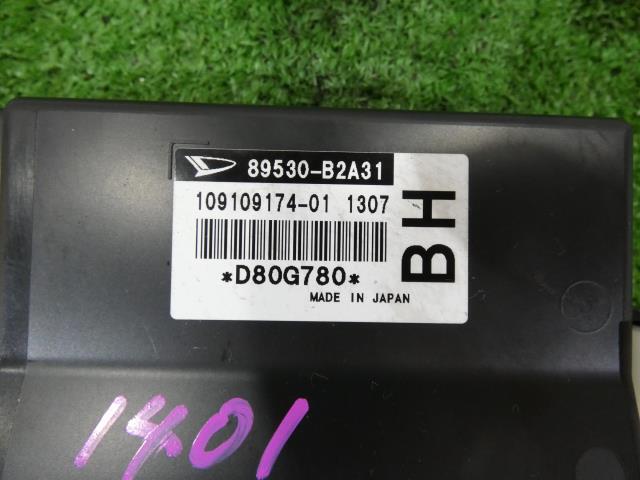 89530-B2A31
109109174-01 1307
BH
*D80G780*
MADE IN JAPAN
1401